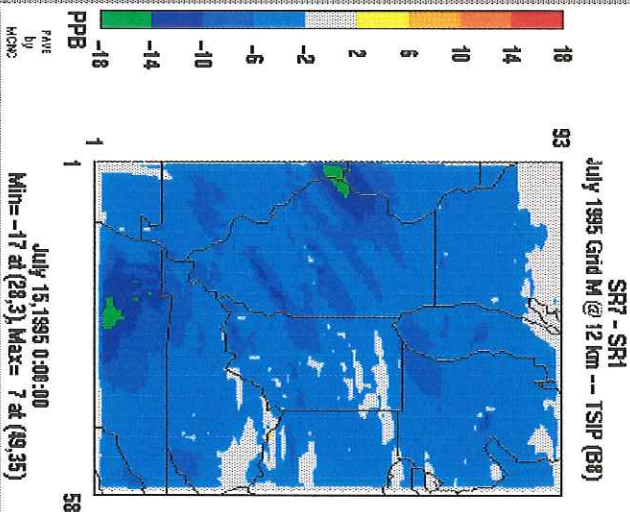 SR7 - SR1
July 1995 Grid M @ 12 km --- TSIP (B8)
18
14
10
6
2
-2
-6
-10
-14
-18
PPB
93
1
1
58
PAVE
by
MCNC
July 15,1995 0:00:00
Min= -17 at (28,3), Max= 7 at (49,35)